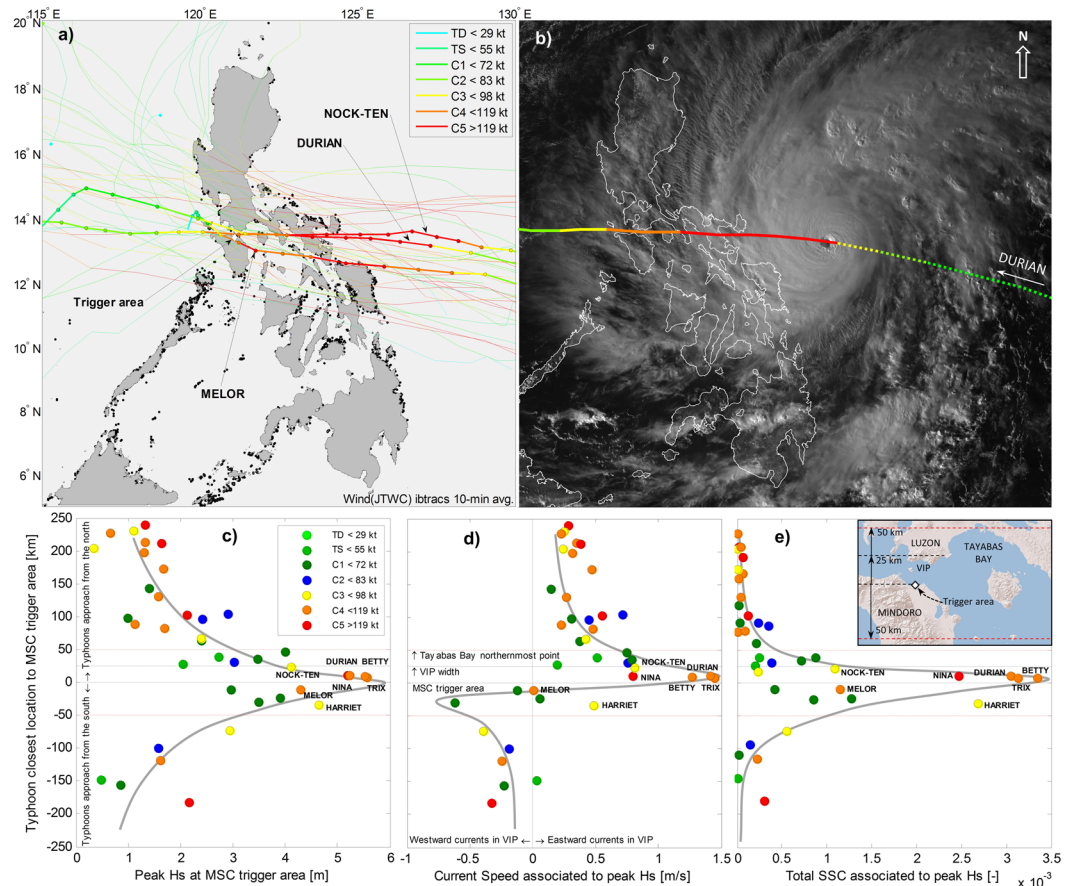 115° E
120° E
125° E
130° E
20° N
18° N
16° N
14° N
12° N
10° N
8° N
6° N
a)
TD < 29 kt
TS < 55 kt
C1 < 72 kt
C2 < 83 kt
C3 < 98 kt
C4 <119 kt
C5 >119 kt
NOCK-TEN
DURIAN
Trigger area
MELOR
Wind(JTWC) ibtracs 10-min avg.
b)
N
DURIAN
Typhoon closest location to MSC trigger area [km]
250
200
150
100
50
0
-50
-100
-150
-200
-250
Typhoons approach from the south ←→ Typhoons approach from the north
c)
TD < 29 kt
TS < 55 kt
C1 < 72 kt
C2 < 83 kt
C3 < 98 kt
C4 <119 kt
C5 >119 kt
DURIAN BETTY
NOCK-TEN
NINA TRIX
MELOR
HARRIET
0 1 2 3 4 5 6
Peak Hs at MSC trigger area [m]
d)
↑ Tayabas Bay northernmost point
↑ VIP width
MSC trigger area
NOCK-TEN
DURIAN
NINA
BETTY TRIX
MELOR
HARRIET
Westward currents in VIP ←→ Eastward currents in VIP
-1 -0.5 0 0.5 1 1.5
Current Speed associated to peak Hs [m/s]
e)
50 km
LUZON
TAYABAS
BAY
25 km
VIP
Trigger area
MINDORO
50 km
NOCK-TEN
NINA
DURIAN
BETTY
TRIX
MELOR
HARRIET
0 0.5 1 1.5 2 2.5 3 3.5
Total SSC associated to peak Hs [-]
x 10⁻³